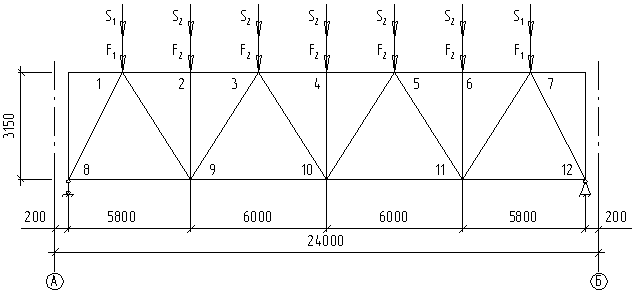 S1 S2 S2 S2 S2 S2 S1
F1 F2 F2 F2 F2 F2 F1
1 2 3 4 5 6 7
3150
8 9 10 11 12
200 5800 6000 6000 5800 200
24000
А Б